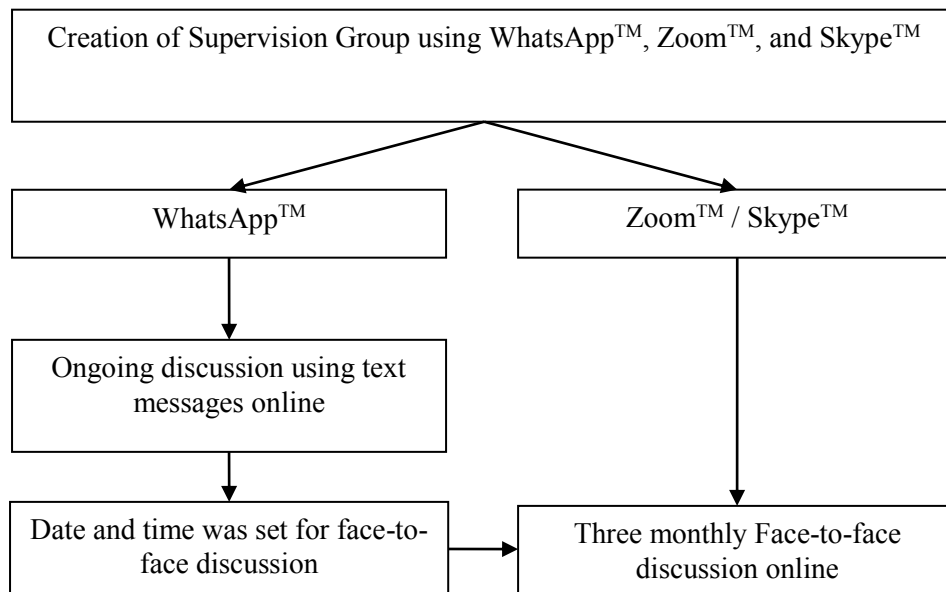 Creation of Supervision Group using WhatsApp™, Zoom™, and Skype™
WhatsApp™
Zoom™ / Skype™
Ongoing discussion using text
messages online
Date and time was set for face-to-
face discussion
Three monthly Face-to-face
discussion online